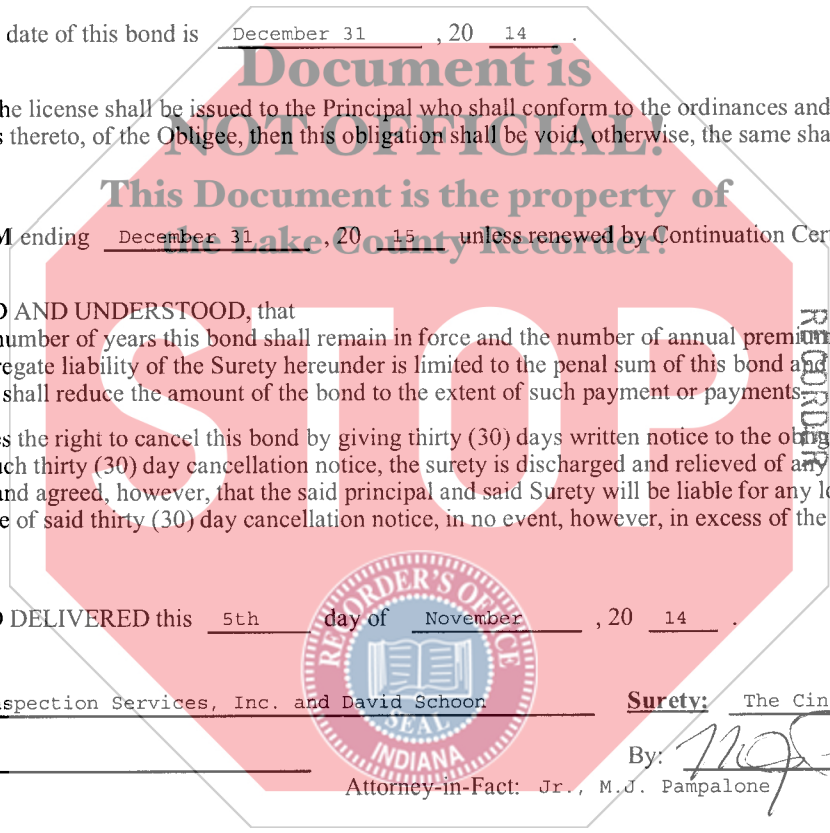 date of this bond is December 31 , 20 14 .
Document is
he license shall be issued to the Principal who shall conform to the ordinances and
s thereto, of the Obligee, then this obligation shall be void, otherwise, the same sha
NOT OFFICIAL!
This Document is the property of
M ending December 31 , 20 15 unless renewed by Continuation Cer
the Lake County Recorder!
D AND UNDERSTOOD, that
number of years this bond shall remain in force and the number of annual premium
regate liability of the Surety hereunder is limited to the penal sum of this bond and
shall reduce the amount of the bond to the extent of such payment or payments
RECORDER
STOP
es the right to cancel this bond by giving thirty (30) days written notice to the oblig
uch thirty (30) day cancellation notice, the surety is discharged and relieved of any
and agreed, however, that the said principal and said Surety will be liable for any lo
e of said thirty (30) day cancellation notice, in no event, however, in excess of the
D DELIVERED this 5th day of November , 20 14 .
RECORDER'S OFFICE
SEAL
INDIANA
spection Services, Inc. and David Schoon Surety: The Cin
By:
Attorney-in-Fact: Jr., M.J. Pampalone